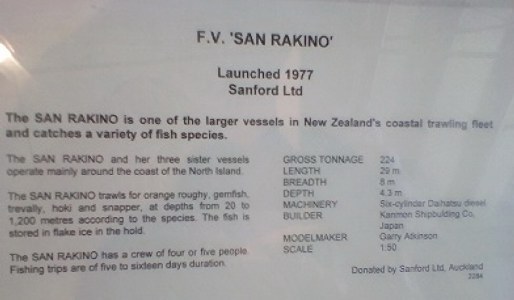 F.V. 'SAN RAKINO'
Launched 1977
Sanford Ltd
The SAN RAKINO is one of the larger vessels in New Zealand's coastal trawling fleet
and catches a variety of fish species.
The SAN RAKINO and her three sister vessels
operate mainly around the coast of the North Island.
The SAN RAKINO trawls for orange roughy, gemfish,
trevally, hoki and snapper, at depths from 20 to
1,200 metres according to the species. The fish is
stored in flake ice in the hold.
The SAN RAKINO has a crew of four or five people.
Fishing trips are of five to sixteen days duration.
GROSS TONNAGE 224
LENGTH 29 m
BREADTH 8 m
DEPTH 4.3 m
MACHINERY Six-cylinder Daihatsu diesel
BUILDER Kanmon Shipbuilding Co,
Japan
MODELMAKER Garry Atkinson
SCALE 1:50
Donated by Sanford Ltd, Auckland